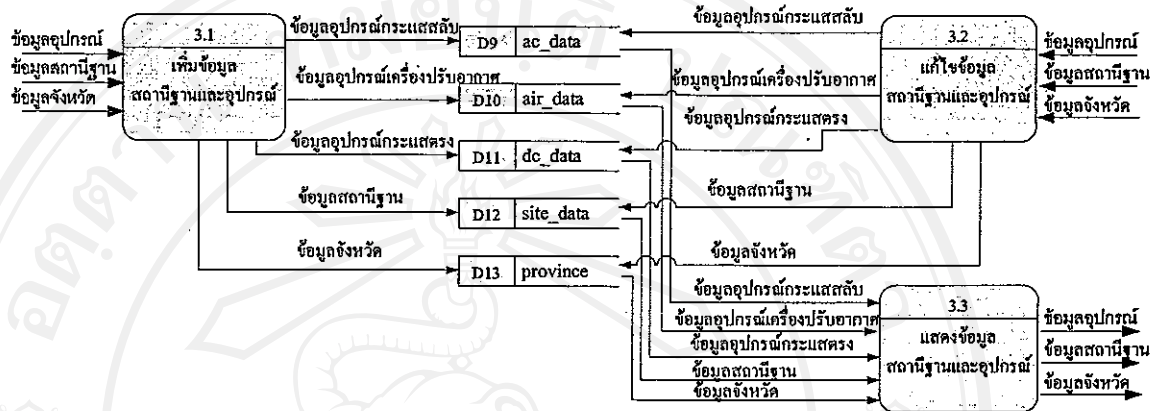 ข้อมูลอุปกรณ์
ข้อมูลสถานีฐาน
ข้อมูลจังหวัด
3.1
เพิ่มข้อมูล
สถานีฐานและอุปกรณ์
ข้อมูลอุปกรณ์กระแสสลับ
ข้อมูลอุปกรณ์เครื่องปรับอากาศ
ข้อมูลอุปกรณ์กระแสตรง
ข้อมูลสถานีฐาน
ข้อมูลจังหวัด
D9 ac_data
D10 air_data
D11 dc_data
D12 site_data
D13 province
ข้อมูลอุปกรณ์กระแสสลับ
ข้อมูลอุปกรณ์เครื่องปรับอากาศ
ข้อมูลอุปกรณ์กระแสตรง
ข้อมูลสถานีฐาน
ข้อมูลจังหวัด
3.2
แก้ไขข้อมูล
สถานีฐานและอุปกรณ์
ข้อมูลอุปกรณ์
ข้อมูลสถานีฐาน
ข้อมูลจังหวัด
ข้อมูลอุปกรณ์กระแสสลับ
ข้อมูลอุปกรณ์เครื่องปรับอากาศ
ข้อมูลอุปกรณ์กระแสตรง
ข้อมูลสถานีฐาน
ข้อมูลจังหวัด
3.3
แสดงข้อมูล
สถานีฐานและอุปกรณ์
ข้อมูลอุปกรณ์
ข้อมูลสถานีฐาน
ข้อมูลจังหวัด